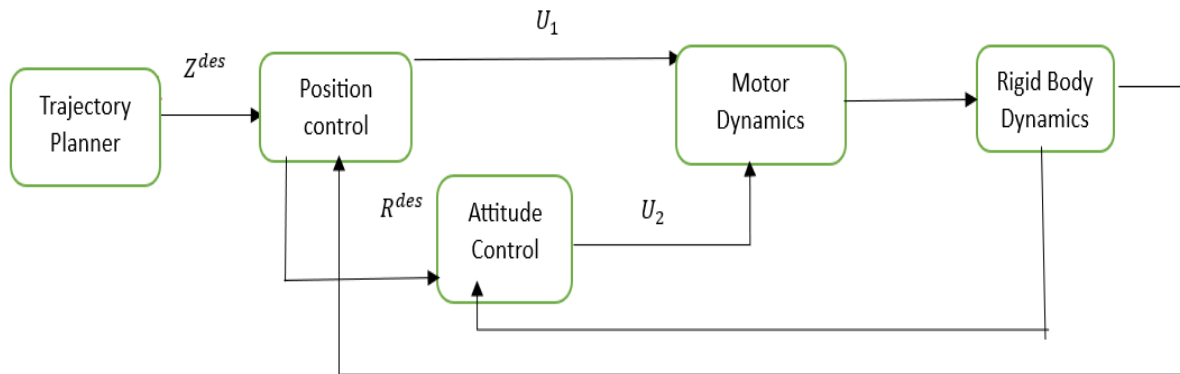 U₁
Z^des
Trajectory
Planner
Position
control
Motor
Dynamics
Rigid Body
Dynamics
R^des
Attitude
Control
U₂